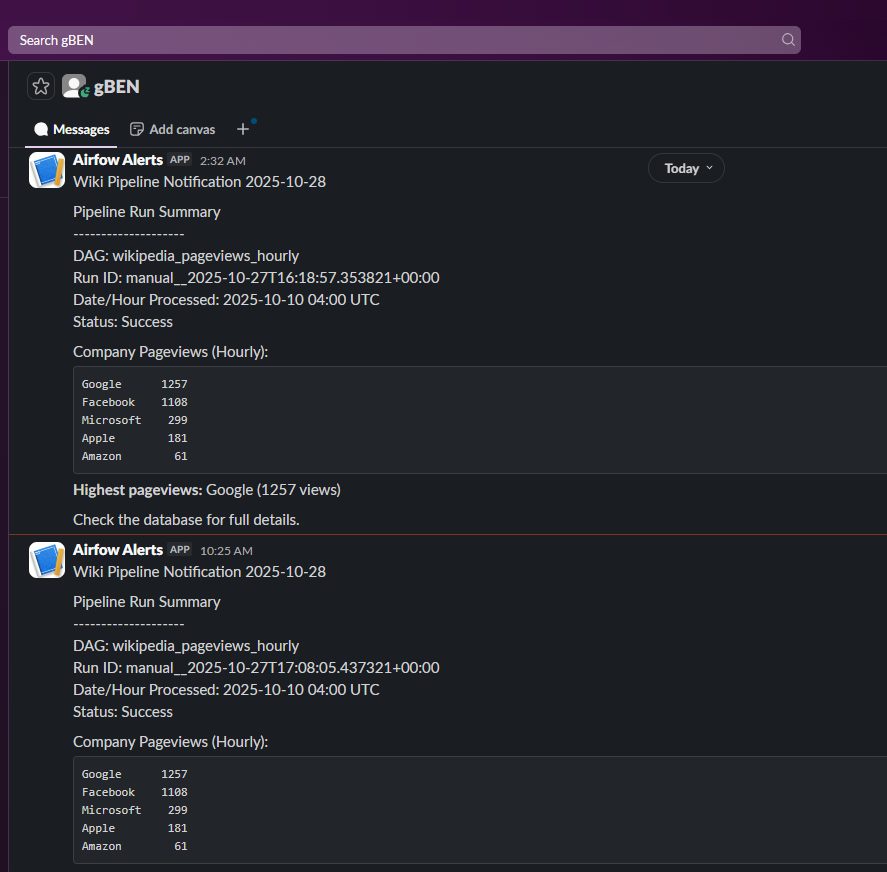 Search gBEN
gBEN
Messages Add canvas +
Airfow Alerts APP 2:32 AM
Today
Wiki Pipeline Notification 2025-10-28
Pipeline Run Summary
--------------------
DAG: wikipedia_pageviews_hourly
Run ID: manual__2025-10-27T16:18:57.353821+00:00
Date/Hour Processed: 2025-10-10 04:00 UTC
Status: Success
Company Pageviews (Hourly):
Google 1257
Facebook 1108
Microsoft 299
Apple 181
Amazon 61
Highest pageviews: Google (1257 views)
Check the database for full details.
Airfow Alerts APP 10:25 AM
Wiki Pipeline Notification 2025-10-28
Pipeline Run Summary
--------------------
DAG: wikipedia_pageviews_hourly
Run ID: manual__2025-10-27T17:08:05.437321+00:00
Date/Hour Processed: 2025-10-10 04:00 UTC
Status: Success
Company Pageviews (Hourly):
Google 1257
Facebook 1108
Microsoft 299
Apple 181
Amazon 61